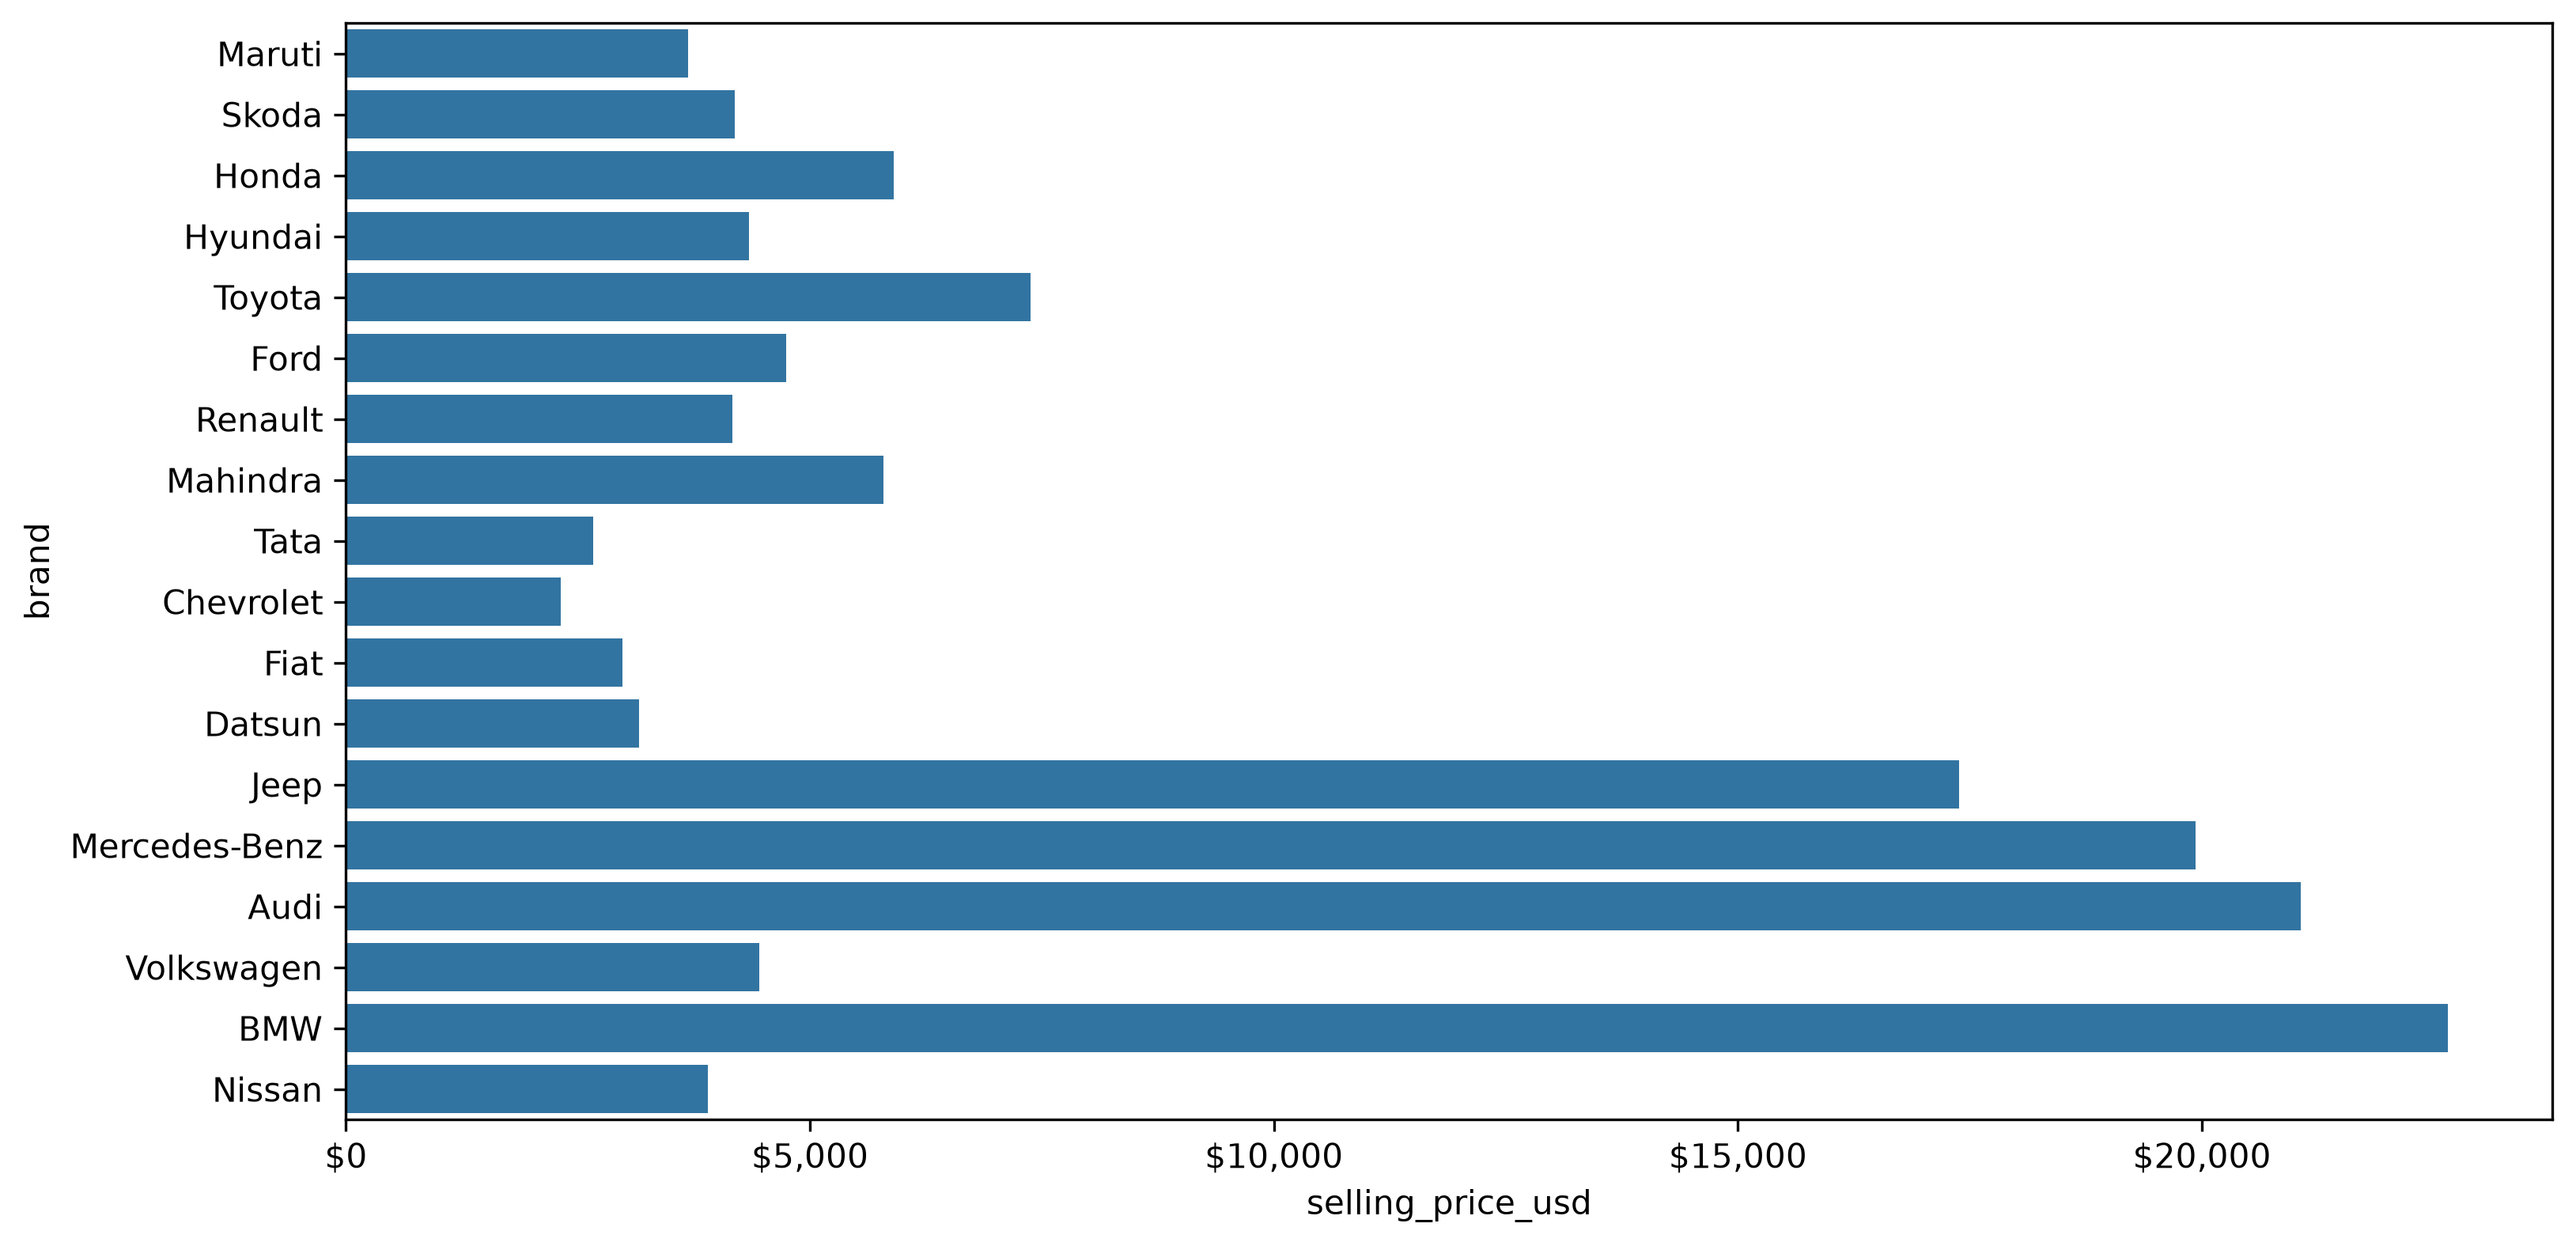 Maruti
Skoda
Honda
Hyundai
Toyota
Ford
Renault
Mahindra
Tata
Chevrolet
Fiat
Datsun
Jeep
Mercedes-Benz
Audi
Volkswagen
BMW
Nissan
brand
$0 $5,000 $10,000 $15,000 $20,000
selling_price_usd